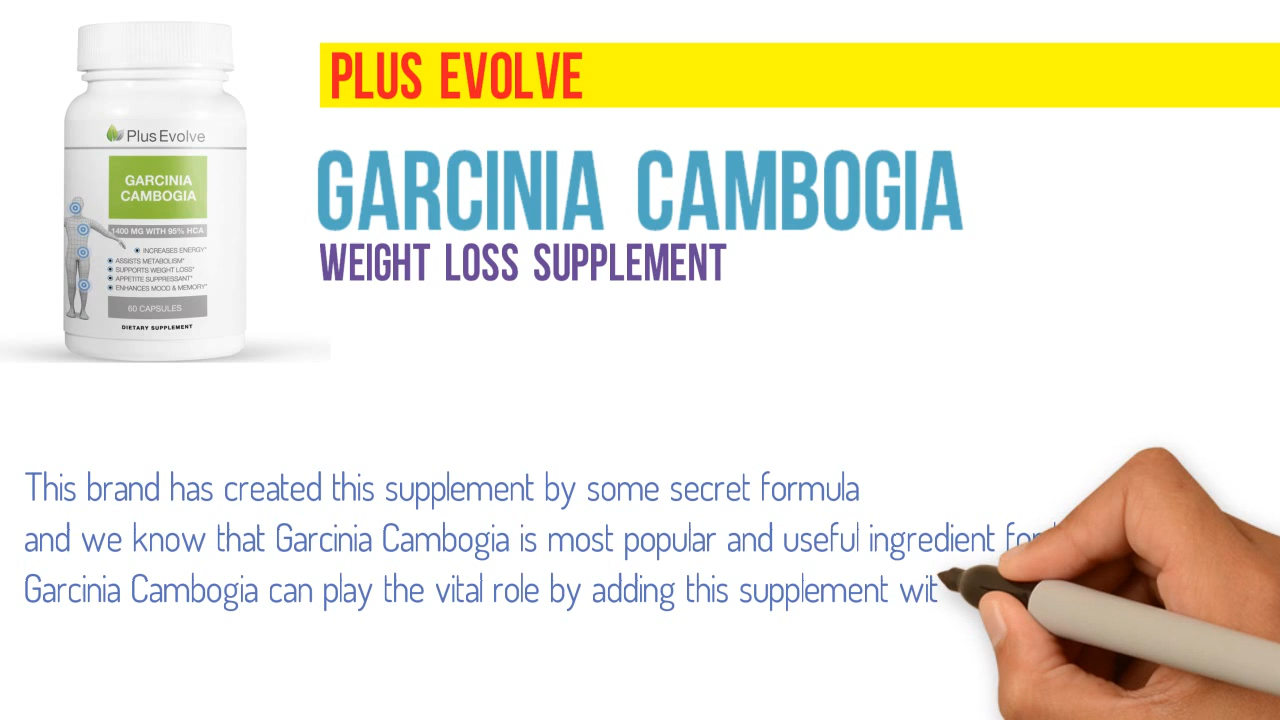 Plus Evolve
GARCINIA
CAMBOGIA
1400 MG WITH 95% HCA
INCREASES ENERGY*
ASSISTS METABOLISM*
SUPPORTS WEIGHT LOSS*
APPETITE SUPPRESSANT*
ENHANCES MOOD & MEMORY*
60 CAPSULES
DIETARY SUPPLEMENT
PLUS EVOLVE
GARCINIA CAMBOGIA
WEIGHT LOSS SUPPLEMENT
This brand has created this supplement by some secret formula
and we know that Garcinia Cambogia is most popular and useful ingredient for
Garcinia Cambogia can play the vital role by adding this supplement wit